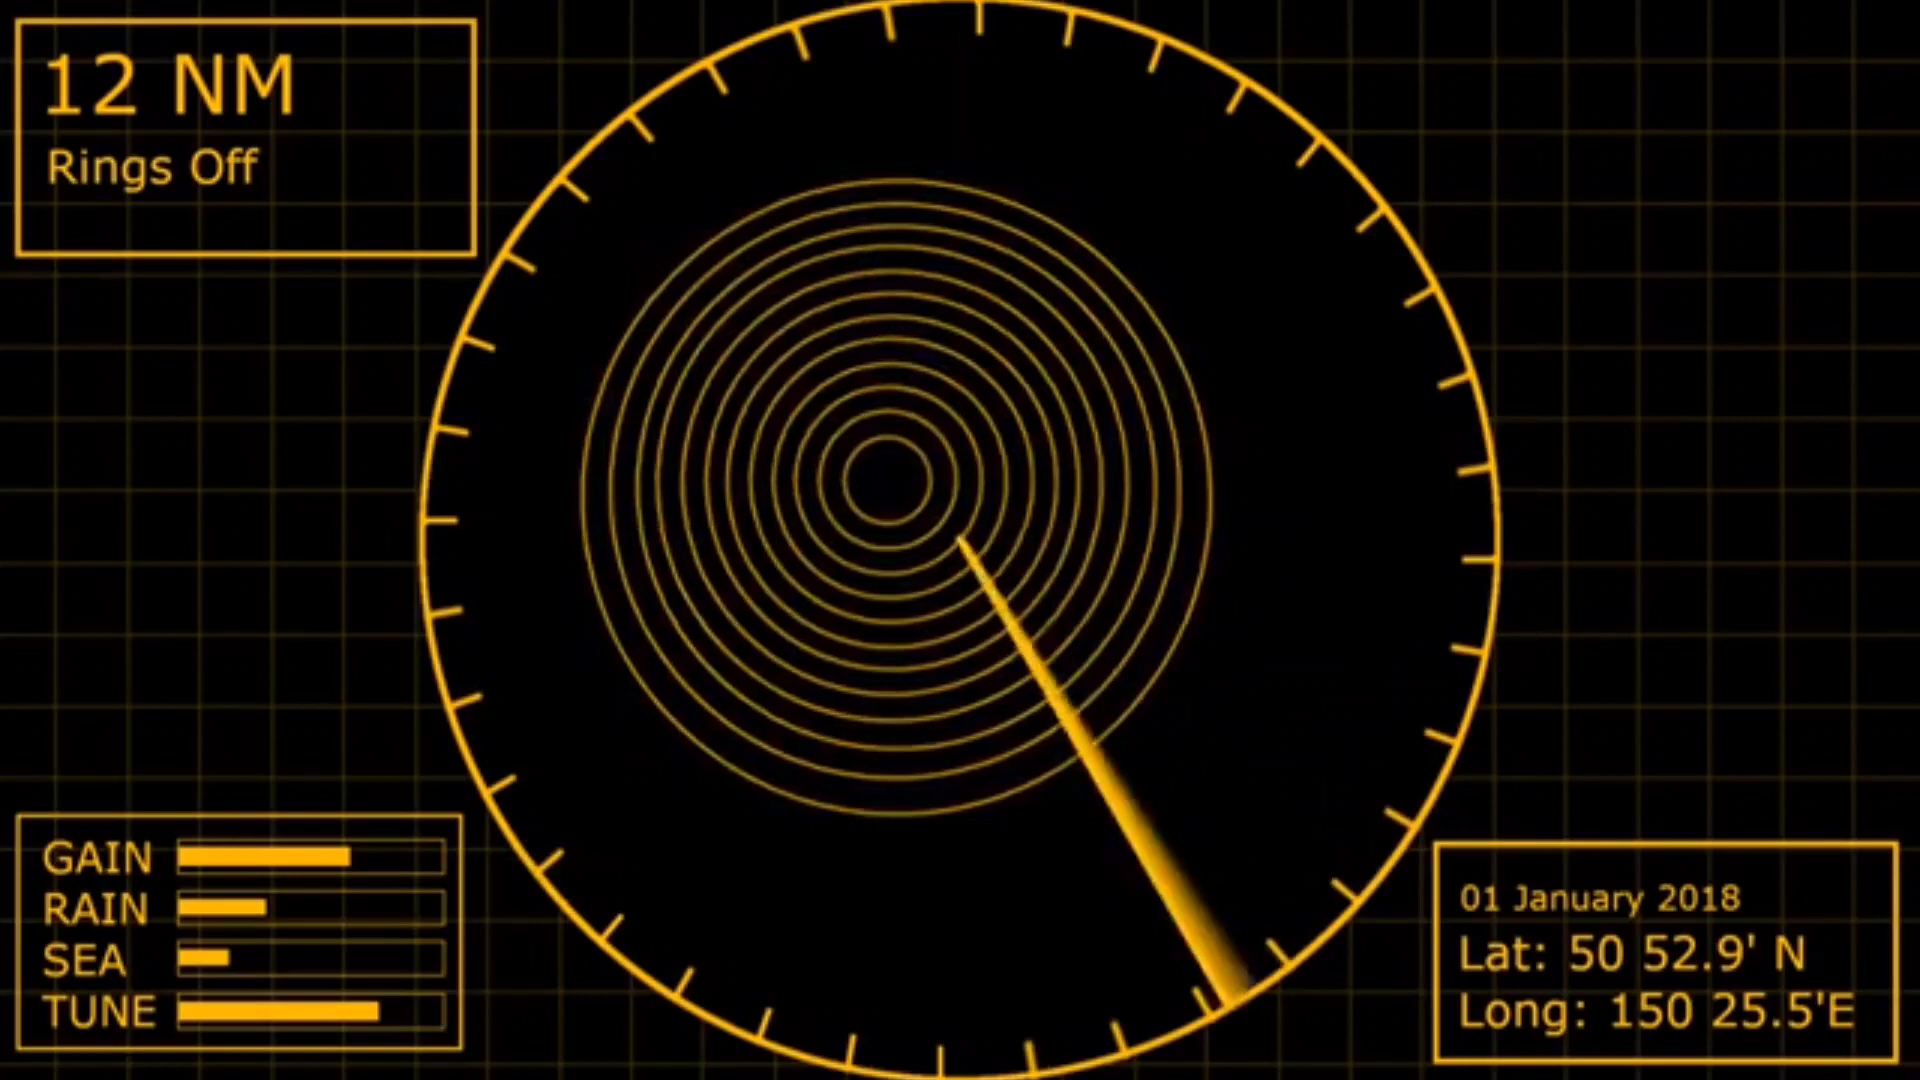 12 NM
Rings Off
GAIN
RAIN
SEA
TUNE
01 January 2018
Lat: 50 52.9' N
Long: 150 25.5'E